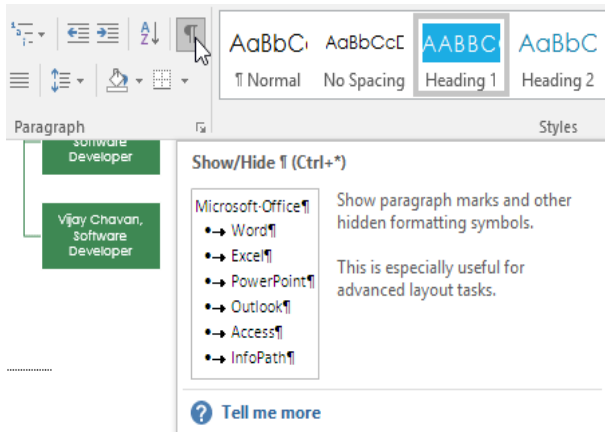 AaBbC AaBbCcD AABBC AaBbC
¶ Normal No Spacing Heading 1 Heading 2
Paragraph Styles
Software
Developer
Vijay Chavan,
Software
Developer
Show/Hide ¶ (Ctrl+*)
Microsoft·Office¶
•→ Word¶
•→ Excel¶
•→ PowerPoint¶
•→ Outlook¶
•→ Access¶
•→ InfoPath¶
Show paragraph marks and other
hidden formatting symbols.
This is especially useful for
advanced layout tasks.
? Tell me more